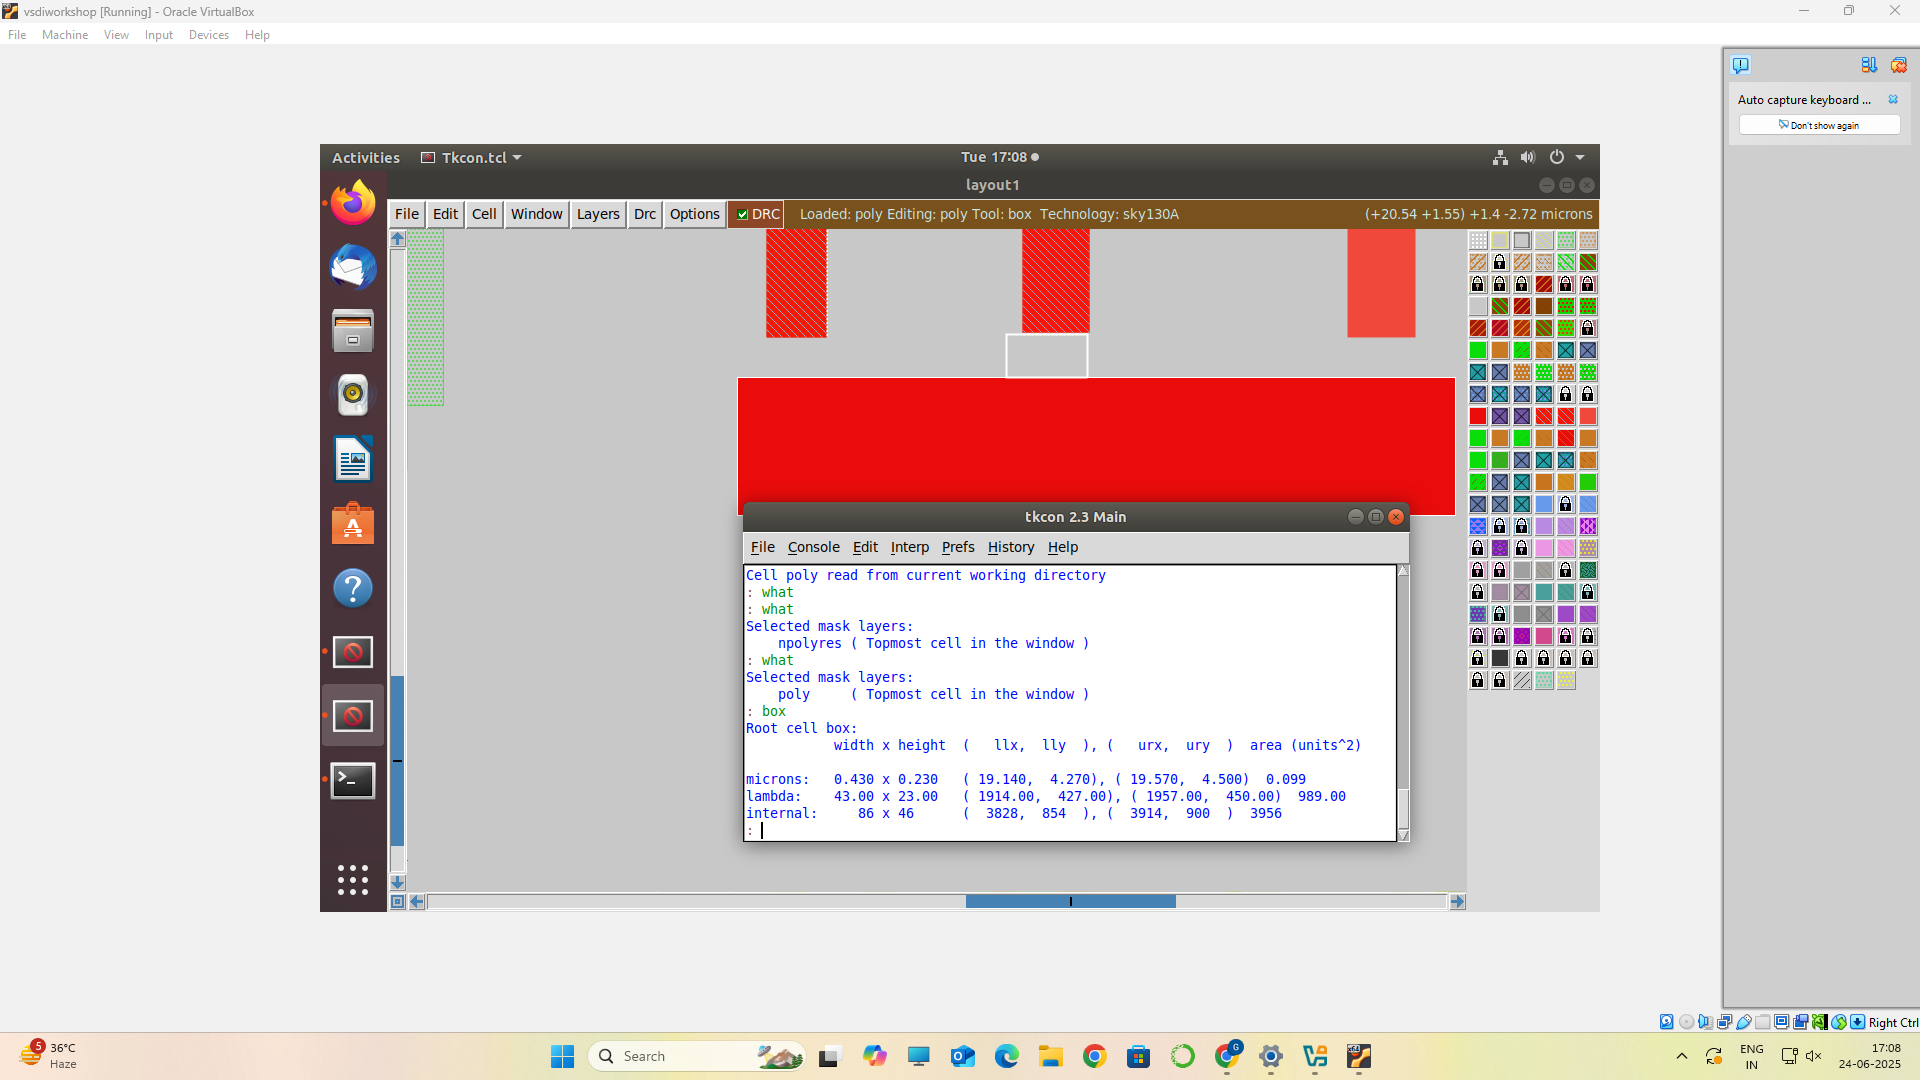 vsdiworkshop [Running] - Oracle VirtualBox
File Machine View Input Devices Help
Auto capture keyboard ...
Don't show again
Activities Tkcon.tcl Tue 17:08
layout1
File Edit Cell Window Layers Drc Options DRC Loaded: poly Editing: poly Tool: box Technology: sky130A (+20.54 +1.55) +1.4 -2.72 microns
tkcon 2.3 Main
File Console Edit Interp Prefs History Help
Cell poly read from current working directory
: what
: what
Selected mask layers:
npolyres ( Topmost cell in the window )
: what
Selected mask layers:
poly ( Topmost cell in the window )
: box
Root cell box:
width x height ( llx, lly ), ( urx, ury ) area (units^2)
microns: 0.430 x 0.230 ( 19.140, 4.270), ( 19.570, 4.500) 0.099
lambda: 43.00 x 23.00 ( 1914.00, 427.00), ( 1957.00, 450.00) 989.00
internal: 86 x 46 ( 3828, 854 ), ( 3914, 900 ) 3956
:
Right Ctrl
5
36°C
Haze
Search
G
ENG
IN
17:08
24-06-2025